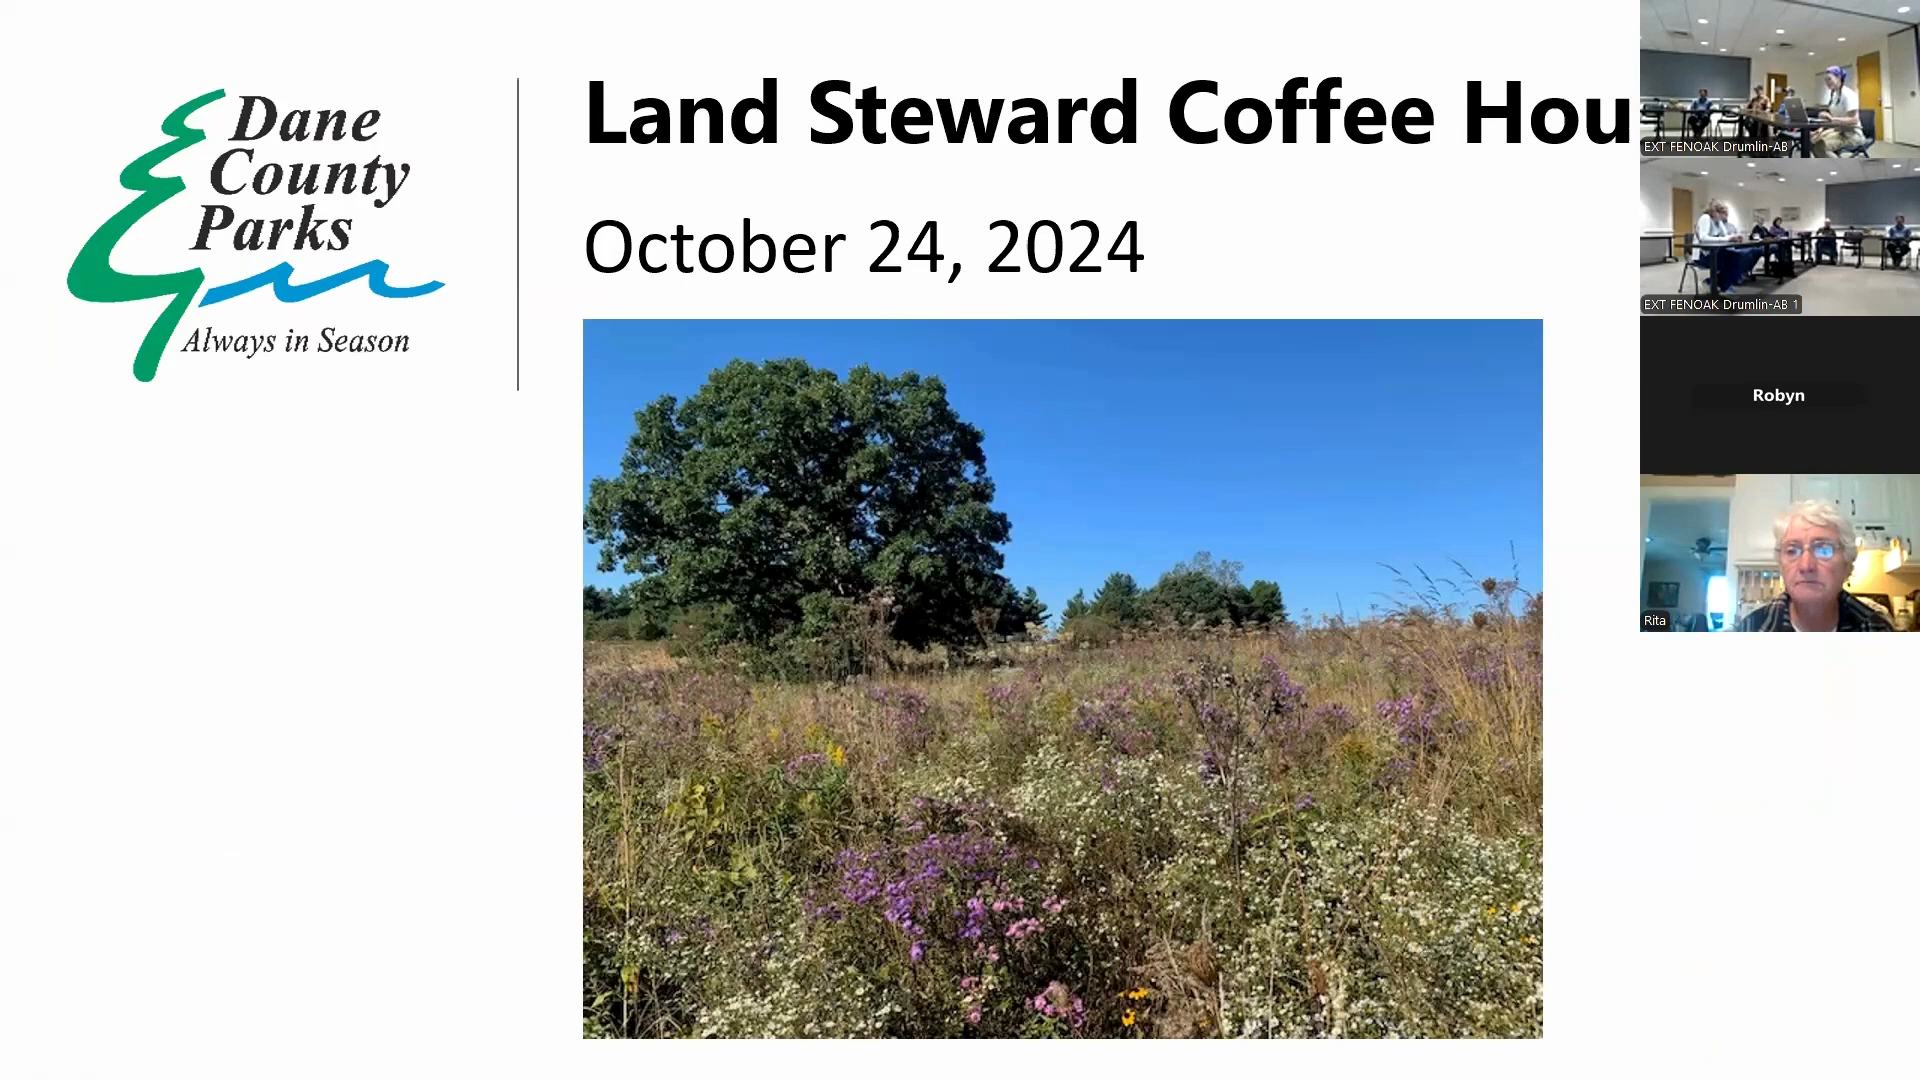 Dane
County
Parks
Always in Season
Land Steward Coffee Hou
October 24, 2024
EXT FENOAK Drumlin-AB
EXT FENOAK Drumlin-AB 1
Robyn
Rita